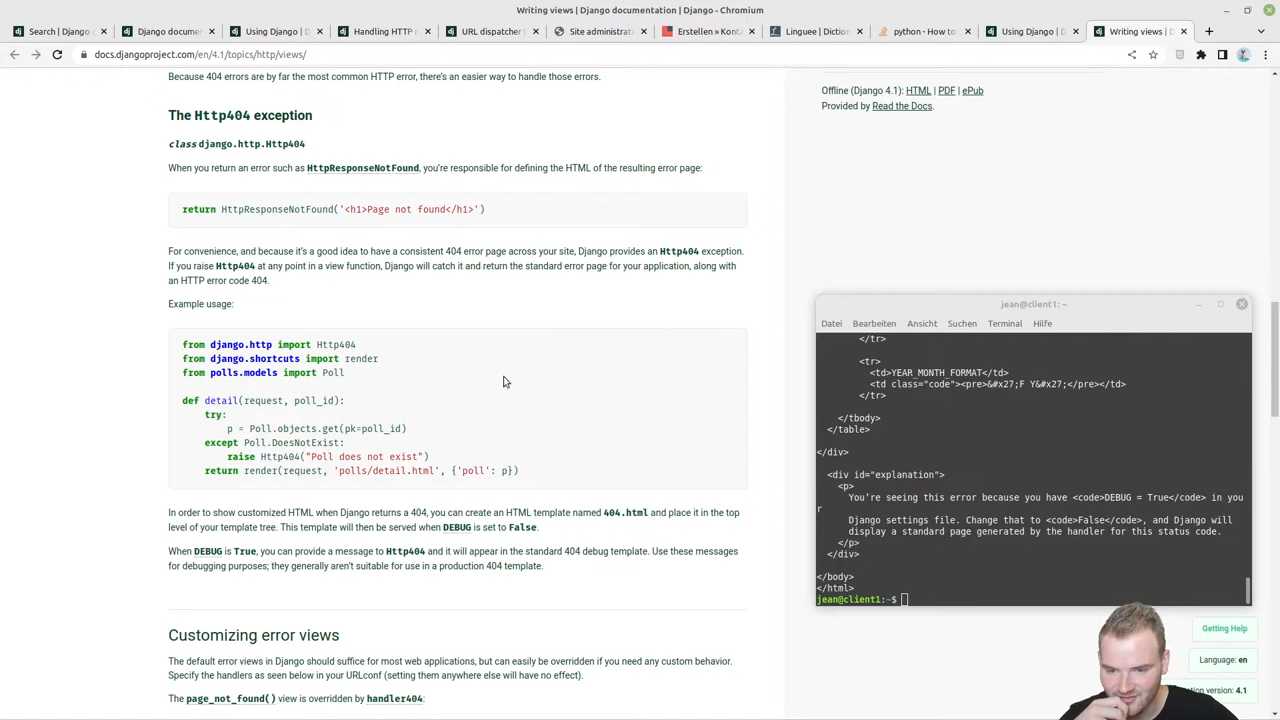 Writing views | Django documentation | Django - Chromium
Search | Django
Django docume
Using Django |
Handling HTTP r
URL dispatcher |
Site administrat
Erstellen » Konta
Linguee | Diction
python - How to
Using Django |
Writing views | D
docs.djangoproject.com/en/4.1/topics/http/views/
Because 404 errors are by far the most common HTTP error, there's an easier way to handle those errors.
The Http404 exception
class django.http.Http404
When you return an error such as HttpResponseNotFound, you're responsible for defining the HTML of the resulting error page:
return HttpResponseNotFound('<h1>Page not found</h1>')
For convenience, and because it's a good idea to have a consistent 404 error page across your site, Django provides an Http404 exception.
If you raise Http404 at any point in a view function, Django will catch it and return the standard error page for your application, along with
an HTTP error code 404.
Example usage:
from django.http import Http404
from django.shortcuts import render
from polls.models import Poll
def detail(request, poll_id):
try:
p = Poll.objects.get(pk=poll_id)
except Poll.DoesNotExist:
raise Http404("Poll does not exist")
return render(request, 'polls/detail.html', {'poll': p})
In order to show customized HTML when Django returns a 404, you can create an HTML template named 404.html and place it in the top
level of your template tree. This template will then be served when DEBUG is set to False.
When DEBUG is True, you can provide a message to Http404 and it will appear in the standard 404 debug template. Use these messages
for debugging purposes; they generally aren't suitable for use in a production 404 template.
Customizing error views
The default error views in Django should suffice for most web applications, but can easily be overridden if you need any custom behavior.
Specify the handlers as seen below in your URLconf (setting them anywhere else will have no effect).
The page_not_found() view is overridden by handler404:
Offline (Django 4.1): HTML | PDF | ePub
Provided by Read the Docs.
jean@client1: ~
Datei Bearbeiten Ansicht Suchen Terminal Hilfe
</tr>
<tr>
<td>YEAR_MONTH_FORMAT</td>
<td class="code"><pre>&#x27;F Y&#x27;</pre></td>
</tr>
</tbody>
</table>
</div>
<div id="explanation">
<p>
You're seeing this error because you have <code>DEBUG = True</code> in you
r
Django settings file. Change that to <code>False</code>, and Django will
display a standard page generated by the handler for this status code.
</p>
</div>
</body>
</html>
jean@client1:~$
Getting Help
Language: en
version: 4.1